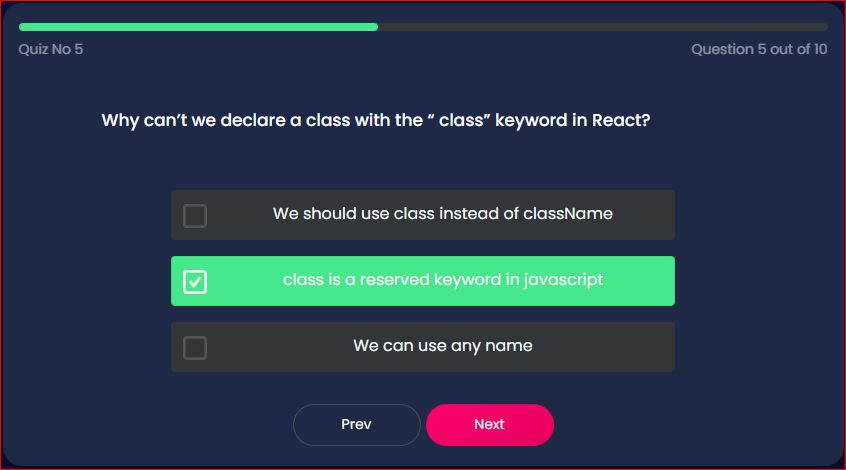 Quiz No 5
Question 5 out of 10
Why can’t we declare a class with the “ class” keyword in React?
We should use class instead of className
class is a reserved keyword in javascript
We can use any name
Prev
Next